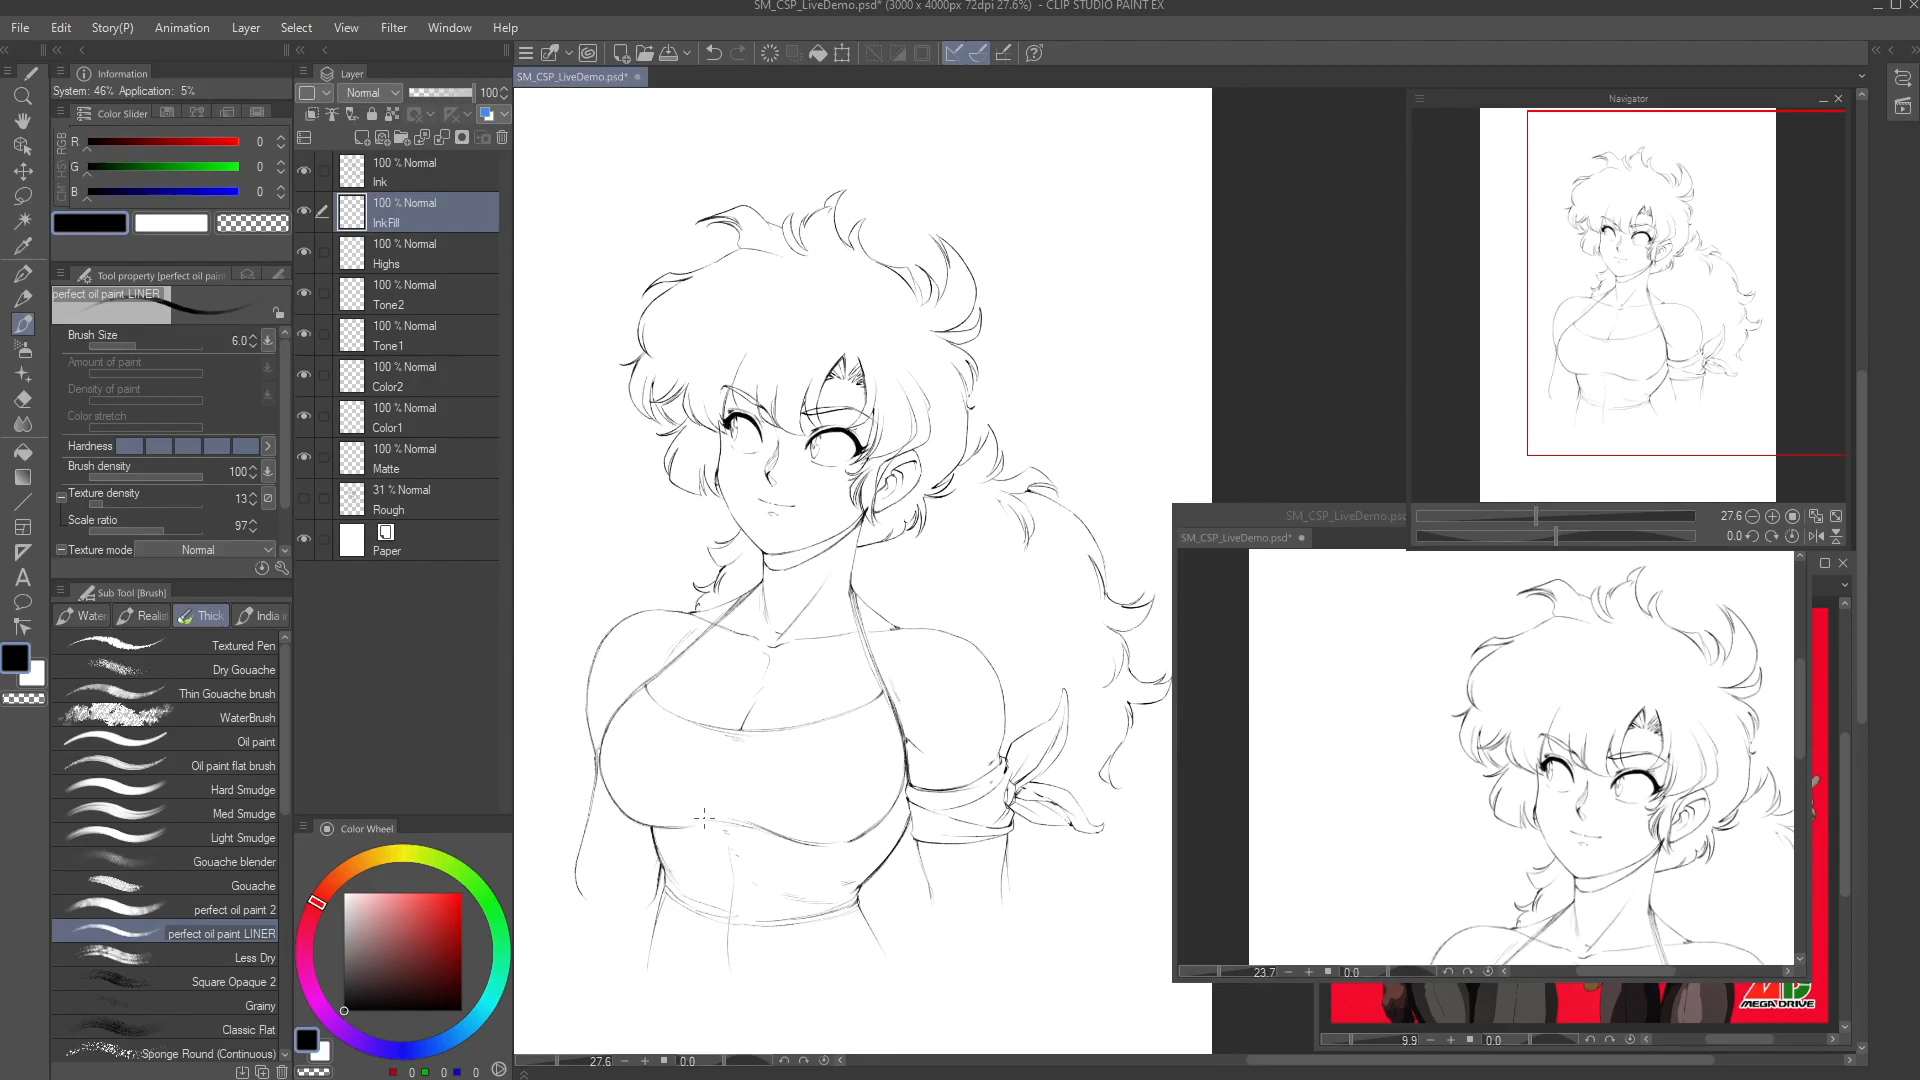 SM_CSP_LiveDemo.psd* (3000 x 4000px 72dpi 27.6%) - CLIP STUDIO PAINT EX
File Edit Story(P) Animation Layer Select View Filter Window Help
SM_CSP_LiveDemo.psd*
Information
System: 46% Application: 5%
Color Slider
RGB
R 0
G 0
B 0
Tool property [perfect oil paint
perfect oil paint LINER
Brush Size 6.0
Amount of paint
Density of paint
Color stretch
Hardness
Brush density 100
Texture density 13
Scale ratio 97
Texture mode Normal
Sub Tool [Brush]
Water Realist Thick India
Textured Pen
Dry Gouache
Thin Gouache brush
WaterBrush
Oil paint
Oil paint flat brush
Hard Smudge
Med Smudge
Light Smudge
Gouache blender
Gouache
perfect oil paint 2
perfect oil paint LINER
Less Dry
Square Opaque 2
Grainy
Classic Flat
Sponge Round (Continuous)
Layer
Normal 100
100 % Normal
Ink
100 % Normal
InkFill
100 % Normal
Highs
100 % Normal
Tone2
100 % Normal
Tone1
100 % Normal
Color2
100 % Normal
Color1
100 % Normal
Matte
31 % Normal
Rough
Paper
Color Wheel
0 0 0
27.6 0.0
Navigator
27.6
0.0
SM_CSP_LiveDemo.psd
SM_CSP_LiveDemo.psd*
23.7 0.0
MEGA DRIVE
9.9 0.0